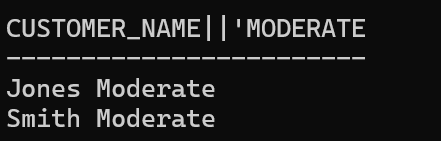 CUSTOMER_NAME||'MODERATE
------------------------
Jones Moderate
Smith Moderate